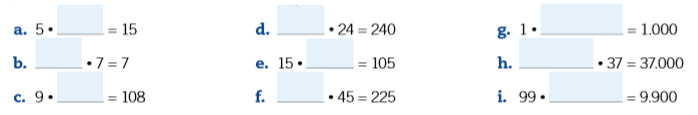 a. 5 • = 15
b. • 7 = 7
c. 9 • = 108
d. • 24 = 240
e. 15 • = 105
f. • 45 = 225
g. 1 • = 1.000
h. • 37 = 37.000
i. 99 • = 9.900